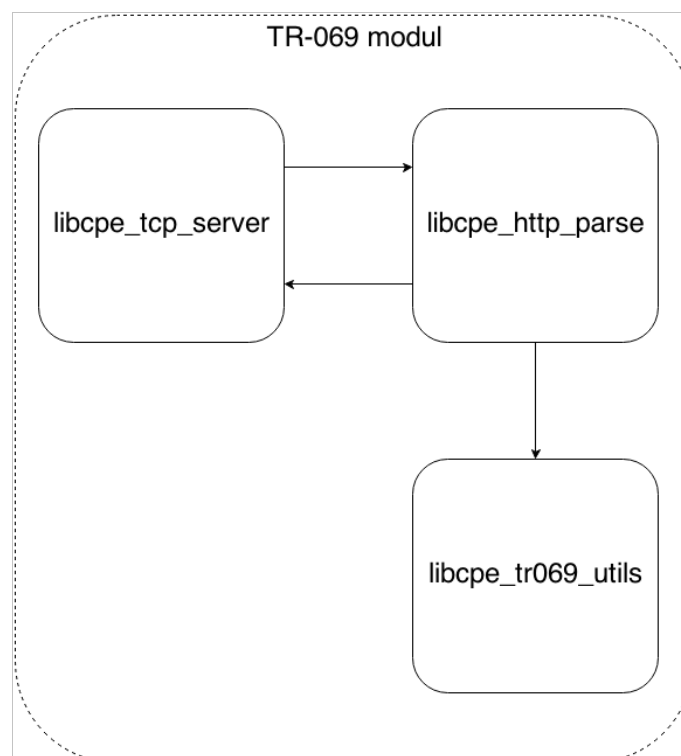 TR-069 modul
libcpe_tcp_server
libcpe_http_parse
libcpe_tr069_utils